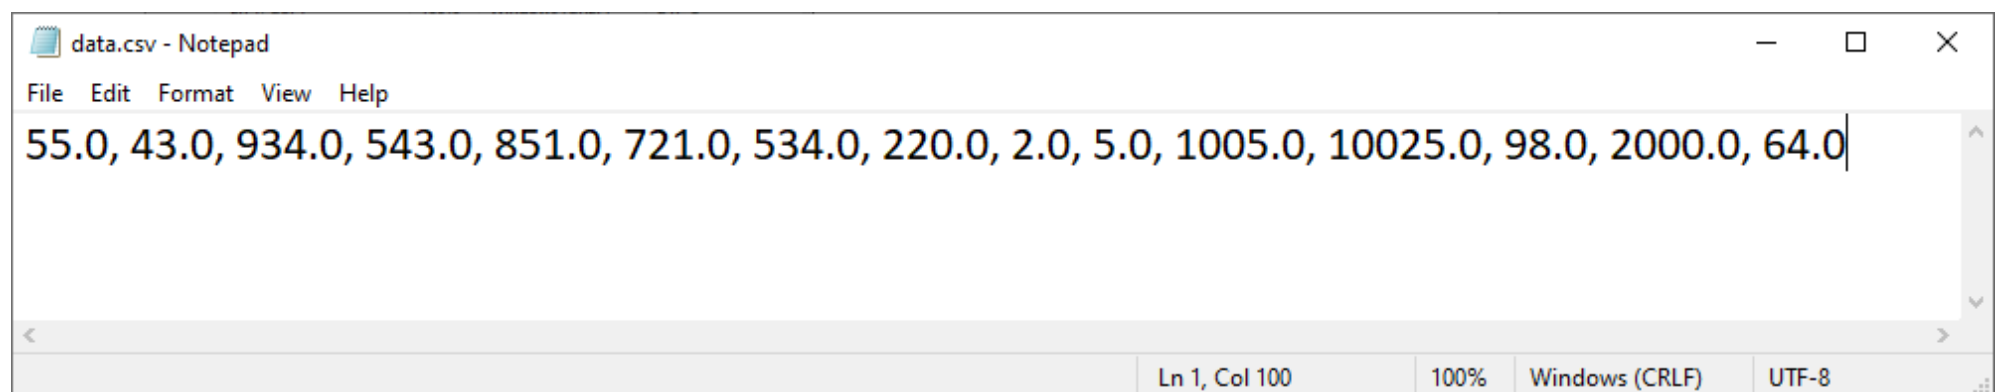 data.csv - Notepad
File Edit Format View Help
55.0, 43.0, 934.0, 543.0, 851.0, 721.0, 534.0, 220.0, 2.0, 5.0, 1005.0, 10025.0, 98.0, 2000.0, 64.0
Ln 1, Col 100 100% Windows (CRLF) UTF-8